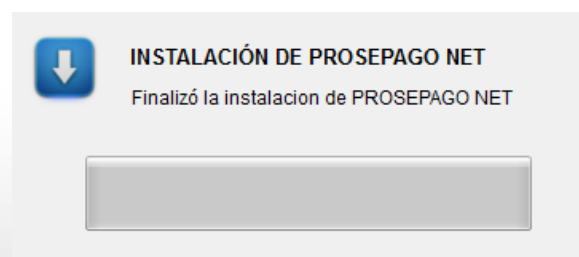 INSTALACIÓN DE PROSEPAGO NET
Finalizó la instalacion de PROSEPAGO NET